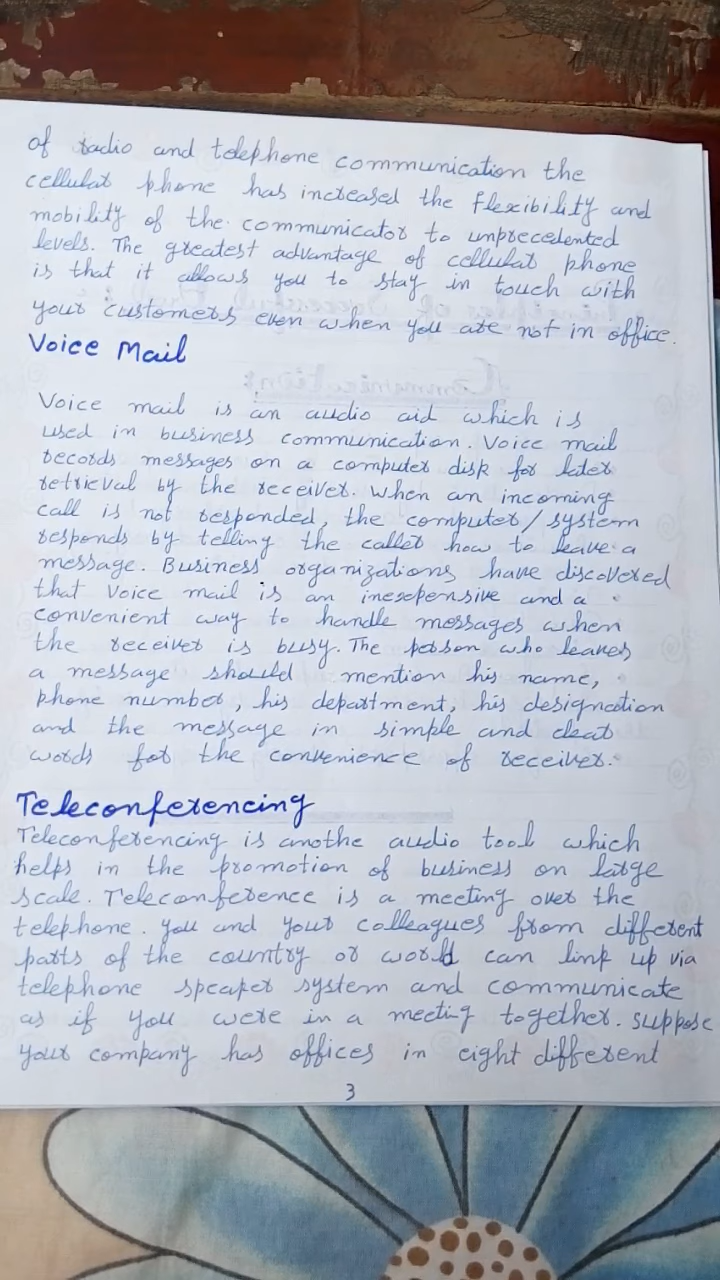 of radio and telephone communication the
cellular phone has increased the flexibility and
mobility of the communicator to unprecedented
levels. The greatest advantage of cellular phone
is that it allows you to stay in touch with
your customers even when you are not in office.
Voice Mail
Voice mail is an audio aid which is
used in business communication. Voice mail
records messages on a computer disk for later
retrieval by the receiver. When an incoming
call is not responded, the computer/system
responds by telling the caller how to leave a
message. Business organizations have discovered
that Voice mail is an inexpensive and a
convenient way to handle messages when
the receiver is busy. The person who leaves
a message should mention his name,
phone number, his department, his designation
and the message in simple and clear
words for the convenience of receiver.
Teleconferencing
Teleconferencing is anothe audio tool which
helps in the promotion of business on large
scale. Teleconference is a meeting over the
telephone. you and your colleagues from different
parts of the country or world can link up via
telephone speaker system and communicate
as if you were in a meeting together. suppose
your company has offices in eight different
3